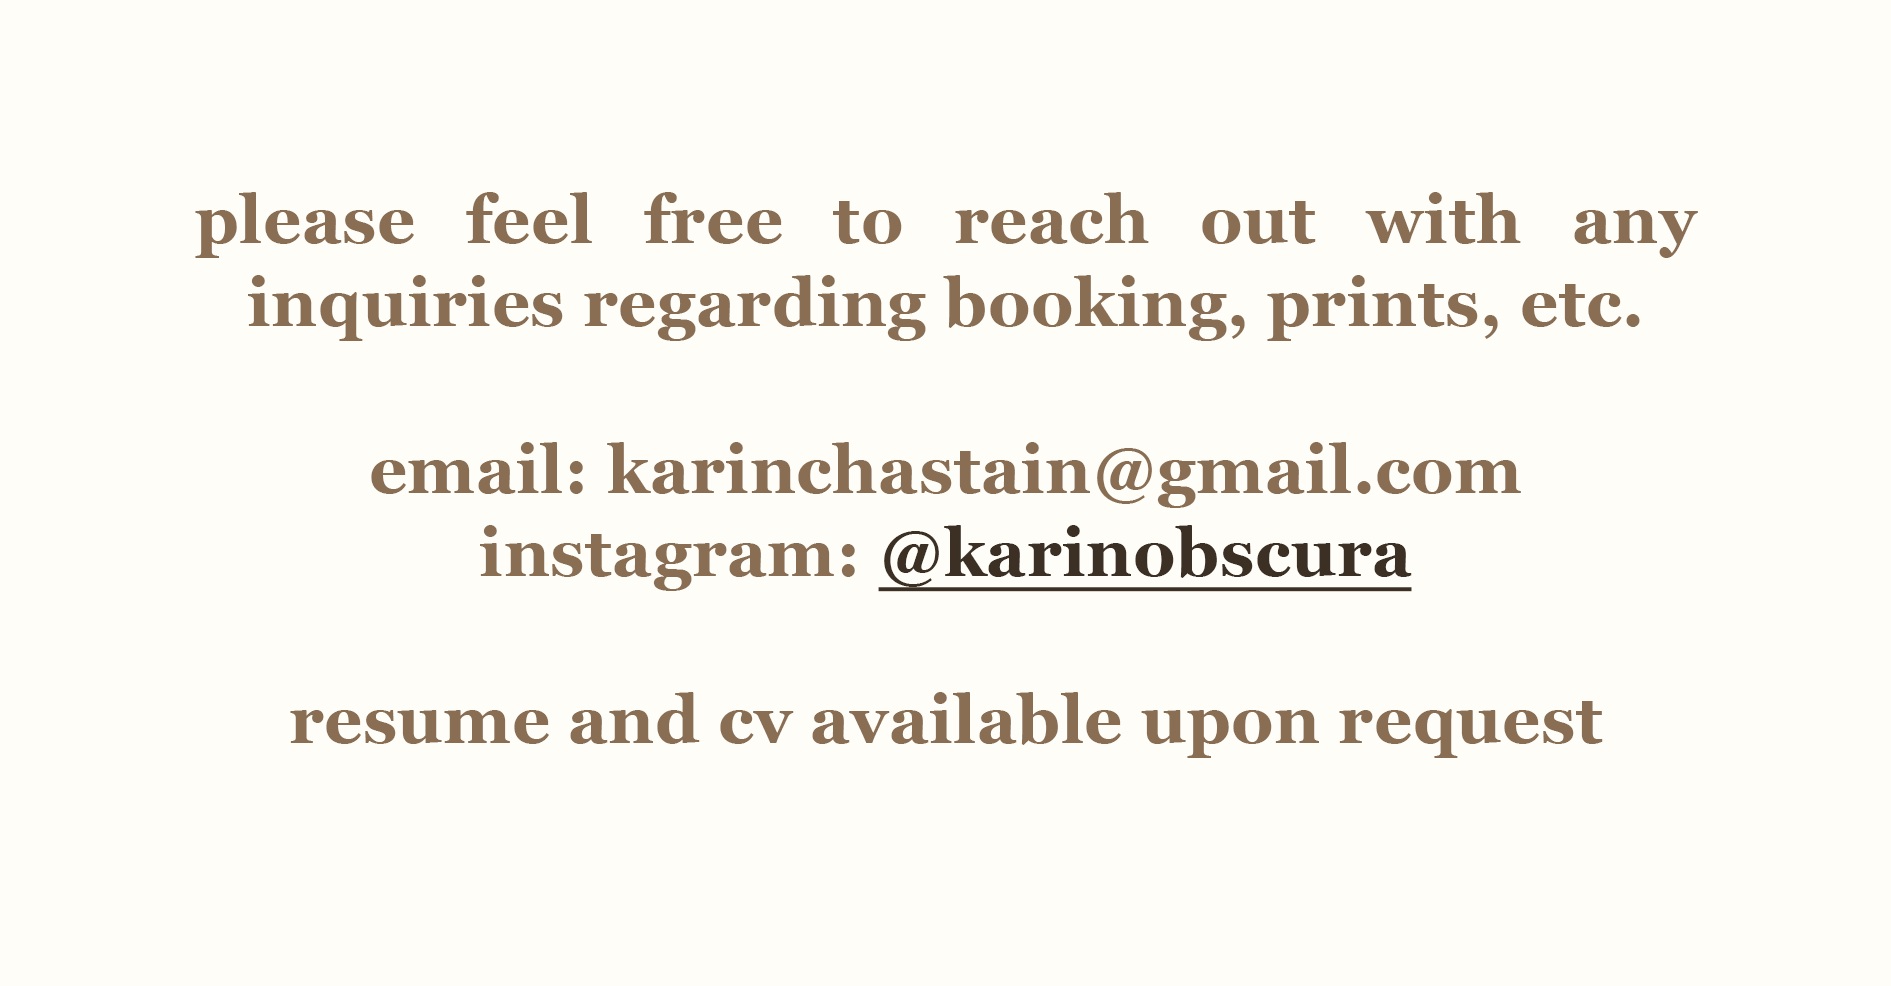 please feel free to reach out with any
inquiries regarding booking, prints, etc.
email: karinchastain@gmail.com
instagram: @karinobscura
resume and cv available upon request